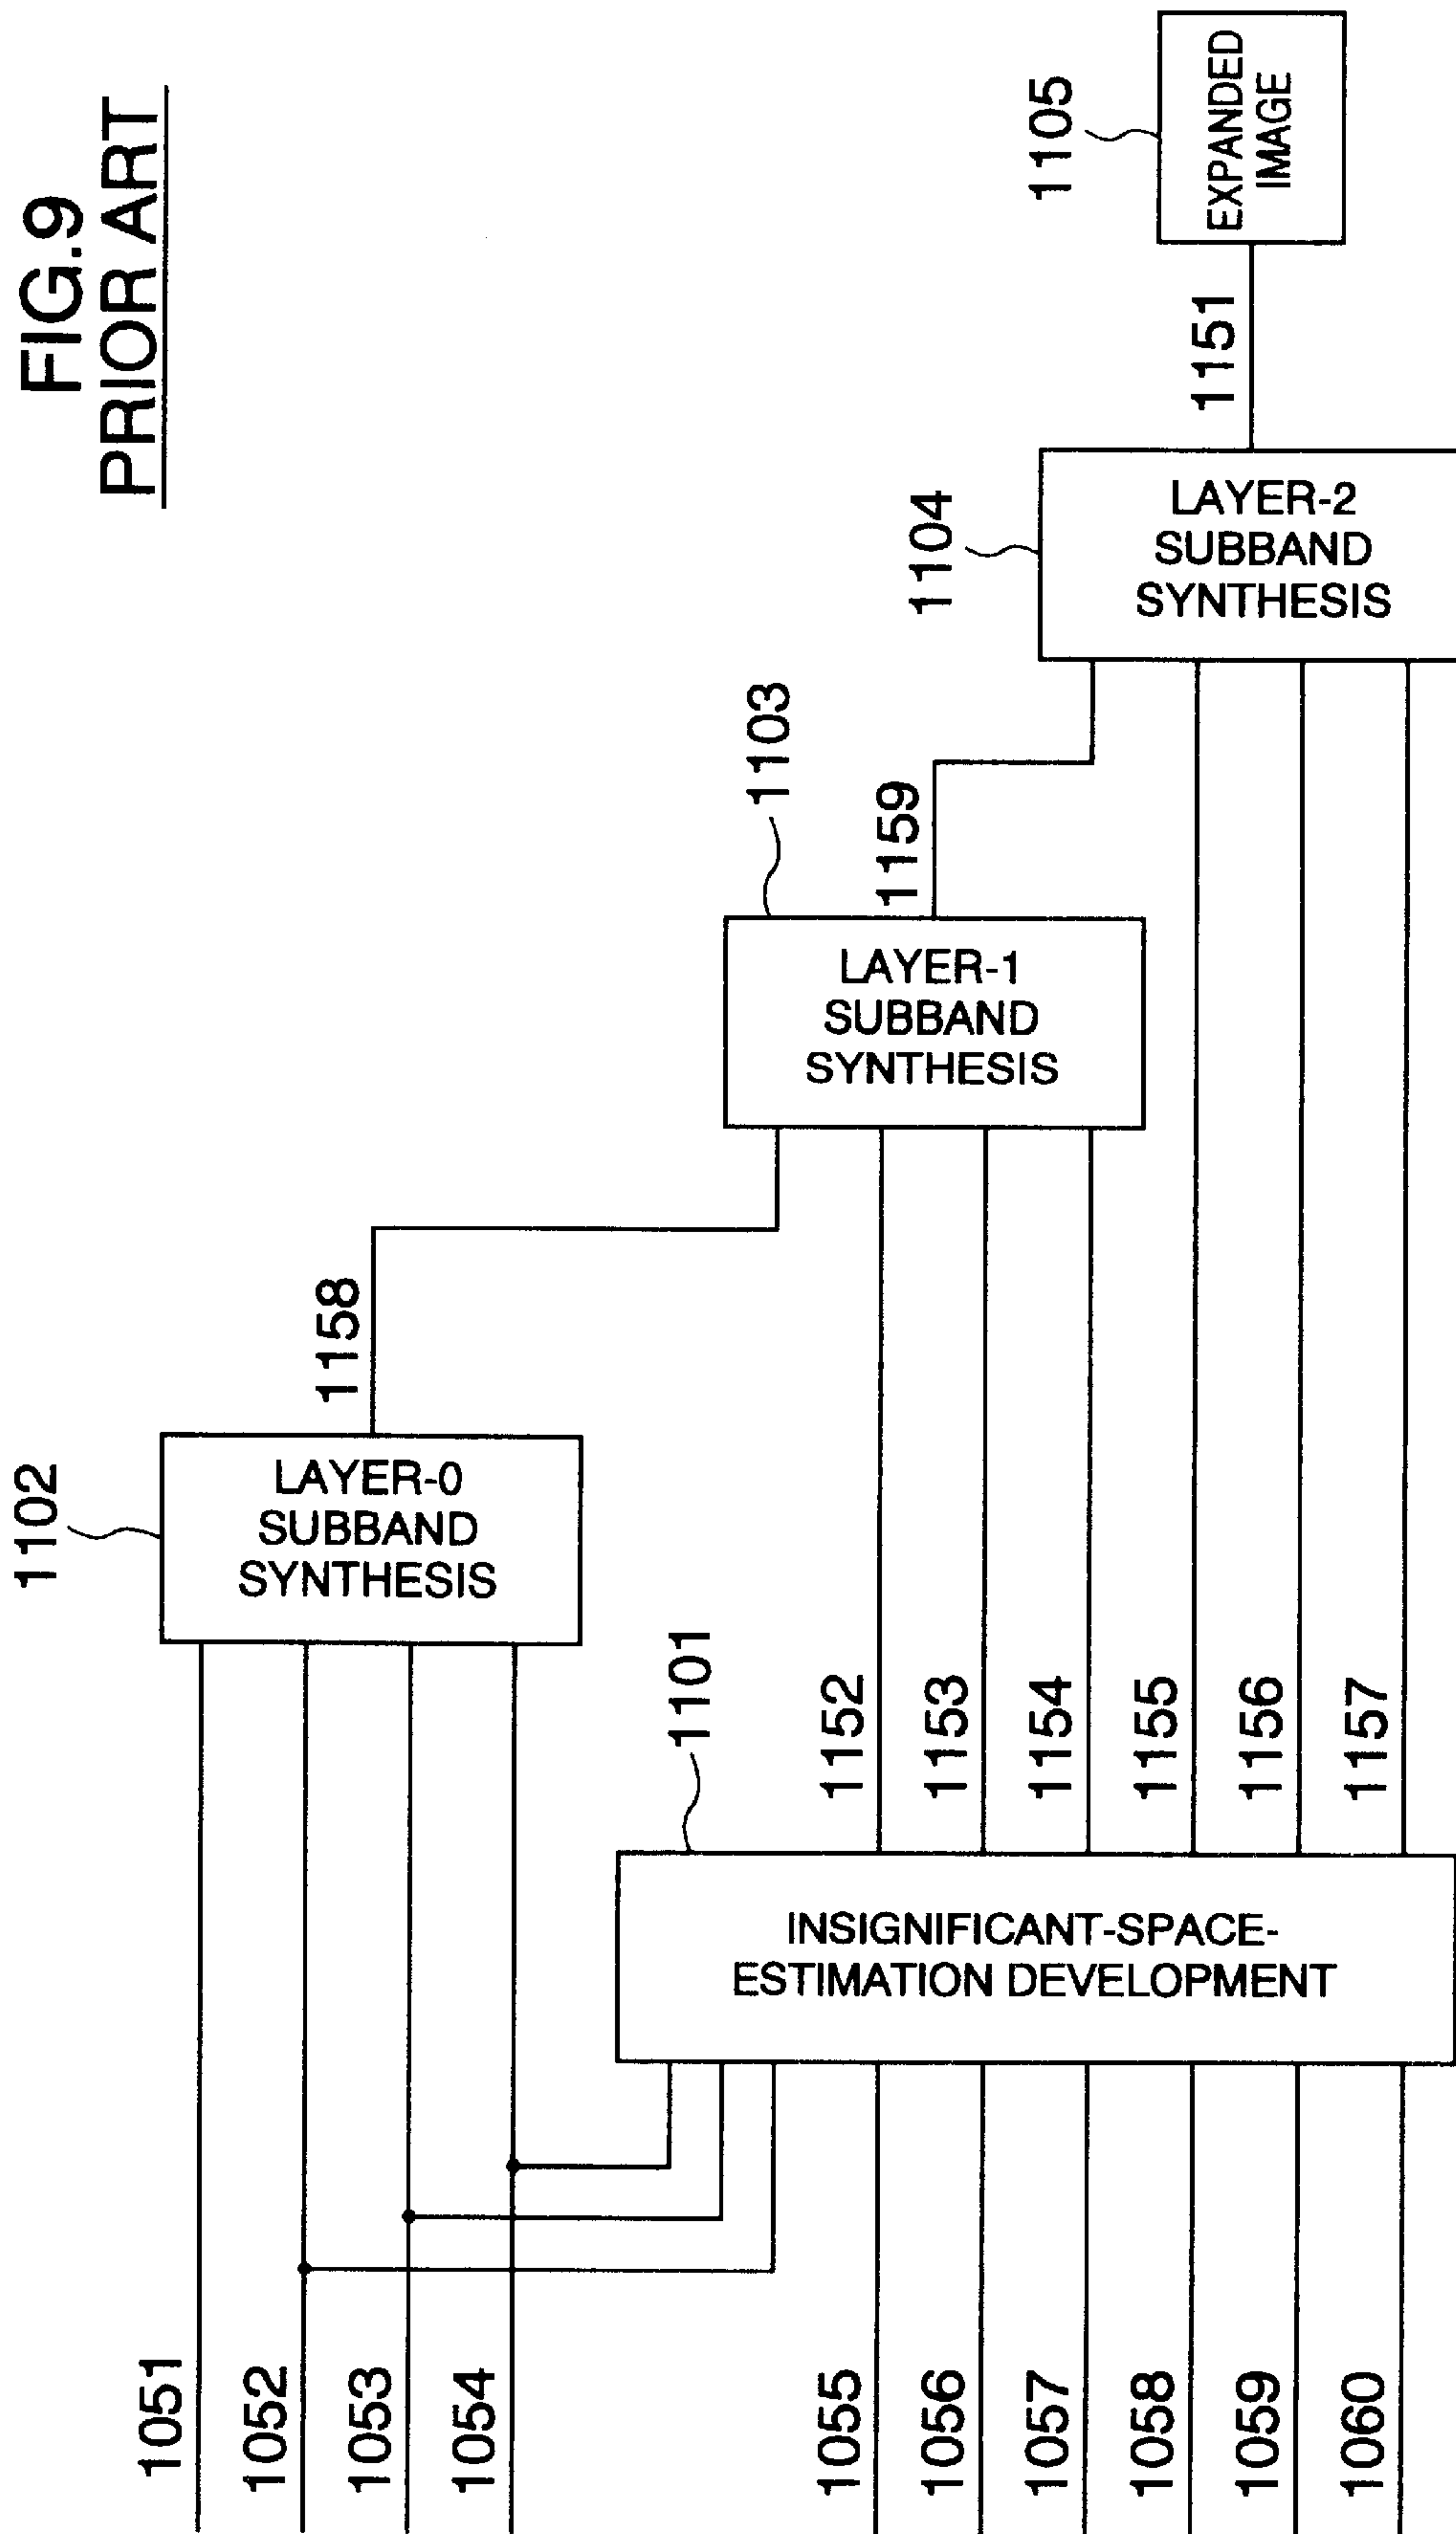 FIG.9
PRIOR ART
1102
LAYER-0
SUBBAND
SYNTHESIS
1158
1051
1052
1053
1054
1101
INSIGNIFICANT-SPACE-
ESTIMATION DEVELOPMENT
1055
1056
1057
1058
1059
1060
1152
1153
1154
1155
1156
1157
1103
LAYER-1
SUBBAND
SYNTHESIS
1159
1104
LAYER-2
SUBBAND
SYNTHESIS
1151
1105
EXPANDED
IMAGE